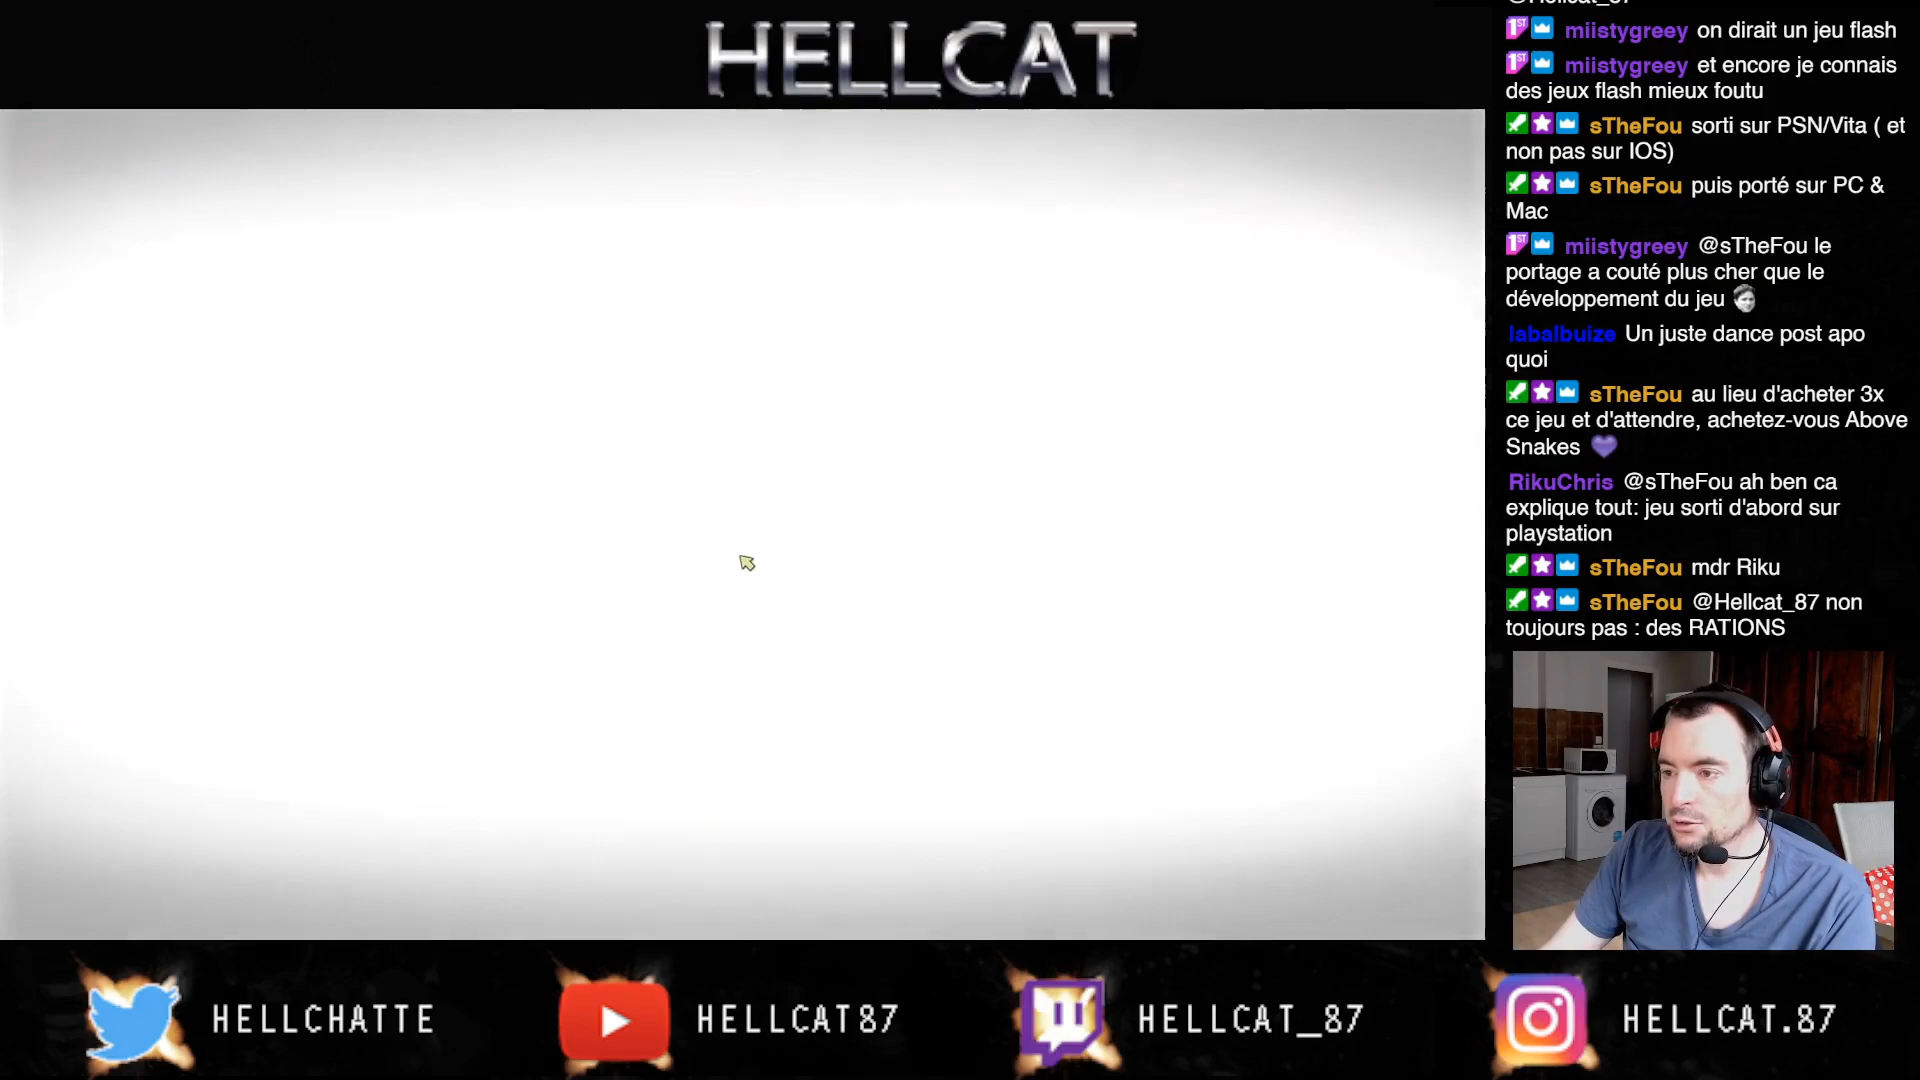 HELLCAT
miistygreey on dirait un jeu flash
miistygreey et encore je connais
des jeux flash mieux foutu
sTheFou sorti sur PSN/Vita ( et
non pas sur IOS)
sTheFou puis porté sur PC &
Mac
miistygreey @sTheFou le
portage a couté plus cher que le
développement du jeu
labalbuize Un juste dance post apo
quoi
sTheFou au lieu d'acheter 3x
ce jeu et d'attendre, achetez-vous Above
Snakes
RikuChris @sTheFou ah ben ca
explique tout: jeu sorti d'abord sur
playstation
sTheFou mdr Riku
sTheFou @Hellcat_87 non
toujours pas : des RATIONS
HELLCHATTE
HELLCAT87
HELLCAT_87
HELLCAT.87